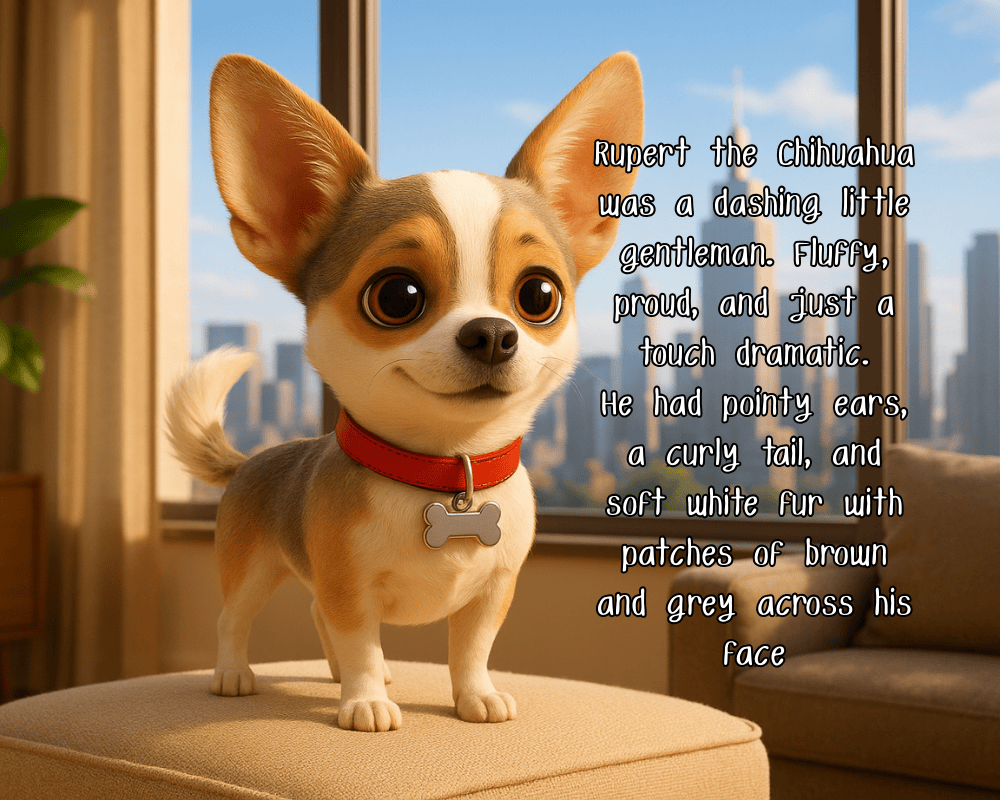 Rupert the Chihuahua
was a dashing little
gentleman. Fluffy,
proud, and just a
touch dramatic.
He had pointy ears,
a curly tail, and
soft white fur with
patches of brown
and grey across his
face